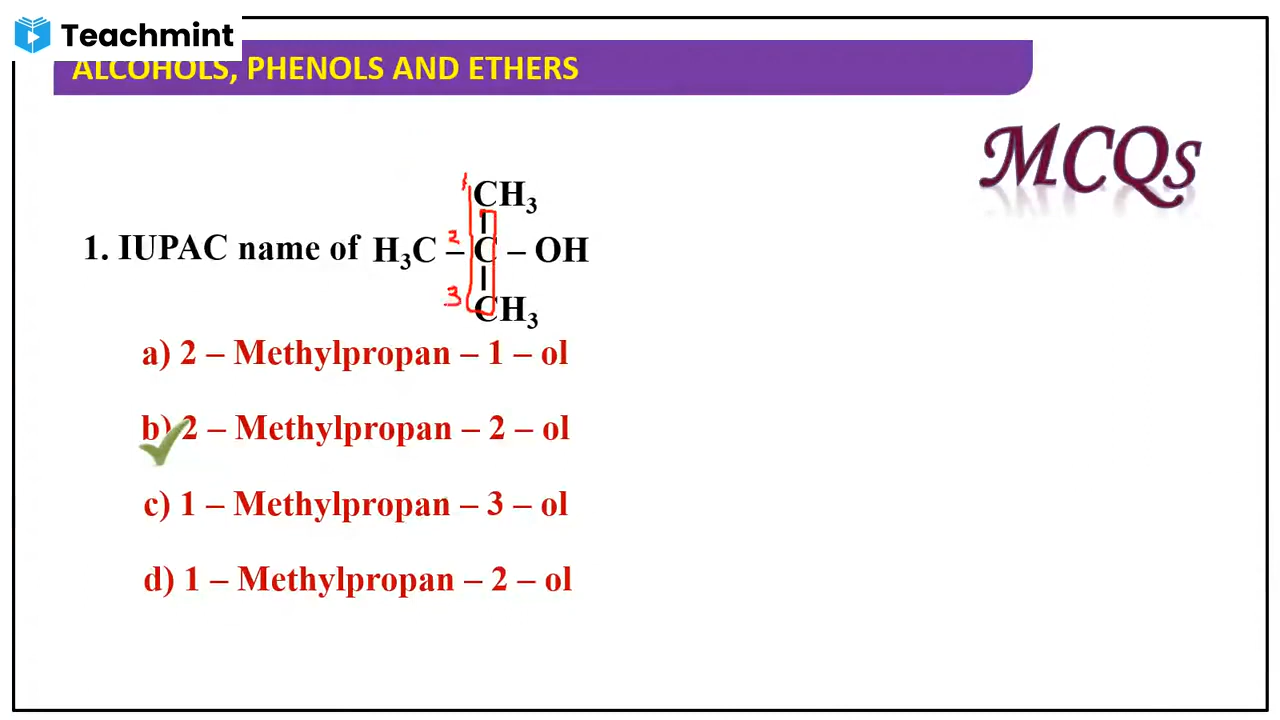 Teachmint
ALCOHOLS, PHENOLS AND ETHERS
MCQs
1 CH₃
1. IUPAC name of H₃C – 2 C – OH
3 CH₃
a) 2 – Methylpropan – 1 – ol
b) 2 – Methylpropan – 2 – ol
c) 1 – Methylpropan – 3 – ol
d) 1 – Methylpropan – 2 – ol